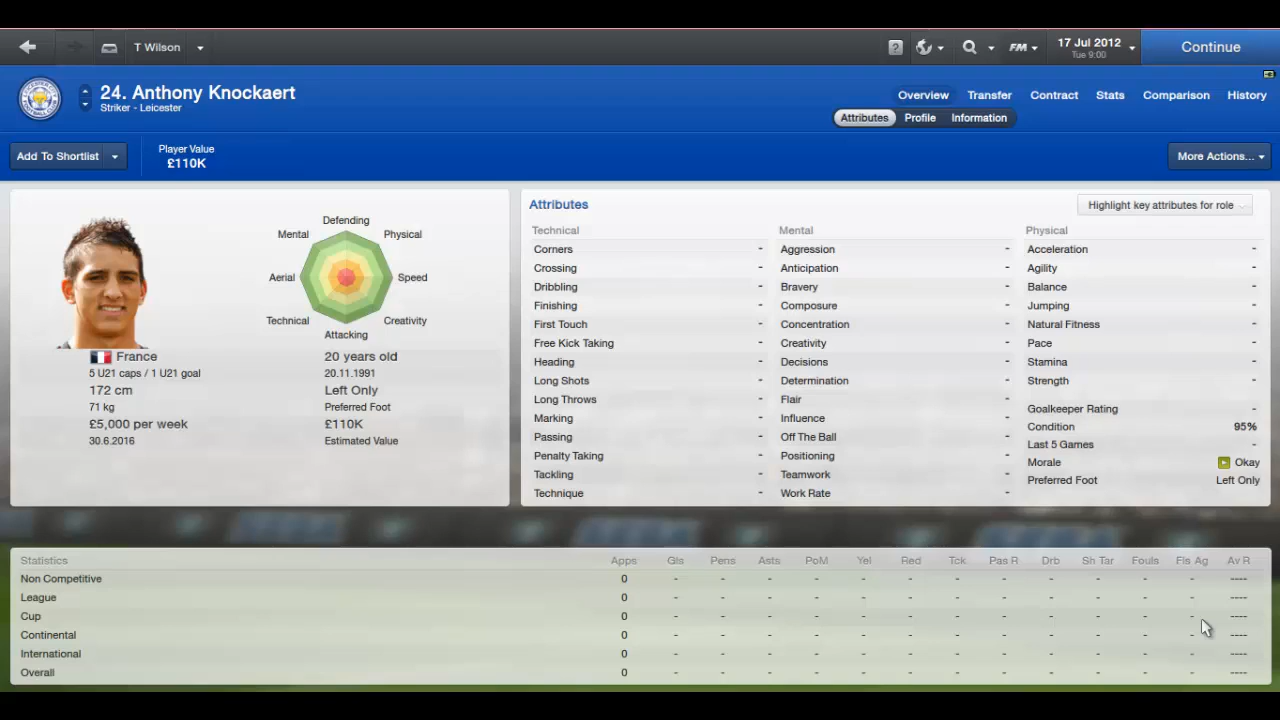 T Wilson
?
FM
17 Jul 2012
Tue 9:00
Continue
24. Anthony Knockaert
Striker - Leicester
Overview Transfer Contract Stats Comparison History
Attributes Profile Information
Add To Shortlist
Player Value
£110K
More Actions...
Defending
Mental Physical
Aerial Speed
Technical Creativity
Attacking
France
5 U21 caps / 1 U21 goal
172 cm
71 kg
£5,000 per week
30.6.2016
20 years old
20.11.1991
Left Only
Preferred Foot
£110K
Estimated Value
Attributes
Highlight key attributes for role
Technical
Corners -
Crossing -
Dribbling -
Finishing -
First Touch -
Free Kick Taking -
Heading -
Long Shots -
Long Throws -
Marking -
Passing -
Penalty Taking -
Tackling -
Technique -
Mental
Aggression -
Anticipation -
Bravery -
Composure -
Concentration -
Creativity -
Decisions -
Determination -
Flair -
Influence -
Off The Ball -
Positioning -
Teamwork -
Work Rate -
Physical
Acceleration -
Agility -
Balance -
Jumping -
Natural Fitness -
Pace -
Stamina -
Strength -
Goalkeeper Rating -
Condition 95%
Last 5 Games -
Morale Okay
Preferred Foot Left Only
Statistics Apps Gls Pens Asts PoM Yel Red Tck Pas R Drb Sh Tar Fouls Fls Ag Av R
Non Competitive 0 - - - - - - - - - - - - ----
League 0 - - - - - - - - - - - - ----
Cup 0 - - - - - - - - - - - - ----
Continental 0 - - - - - - - - - - - - ----
International 0 - - - - - - - - - - - - ----
Overall 0 - - - - - - - - - - - - ----